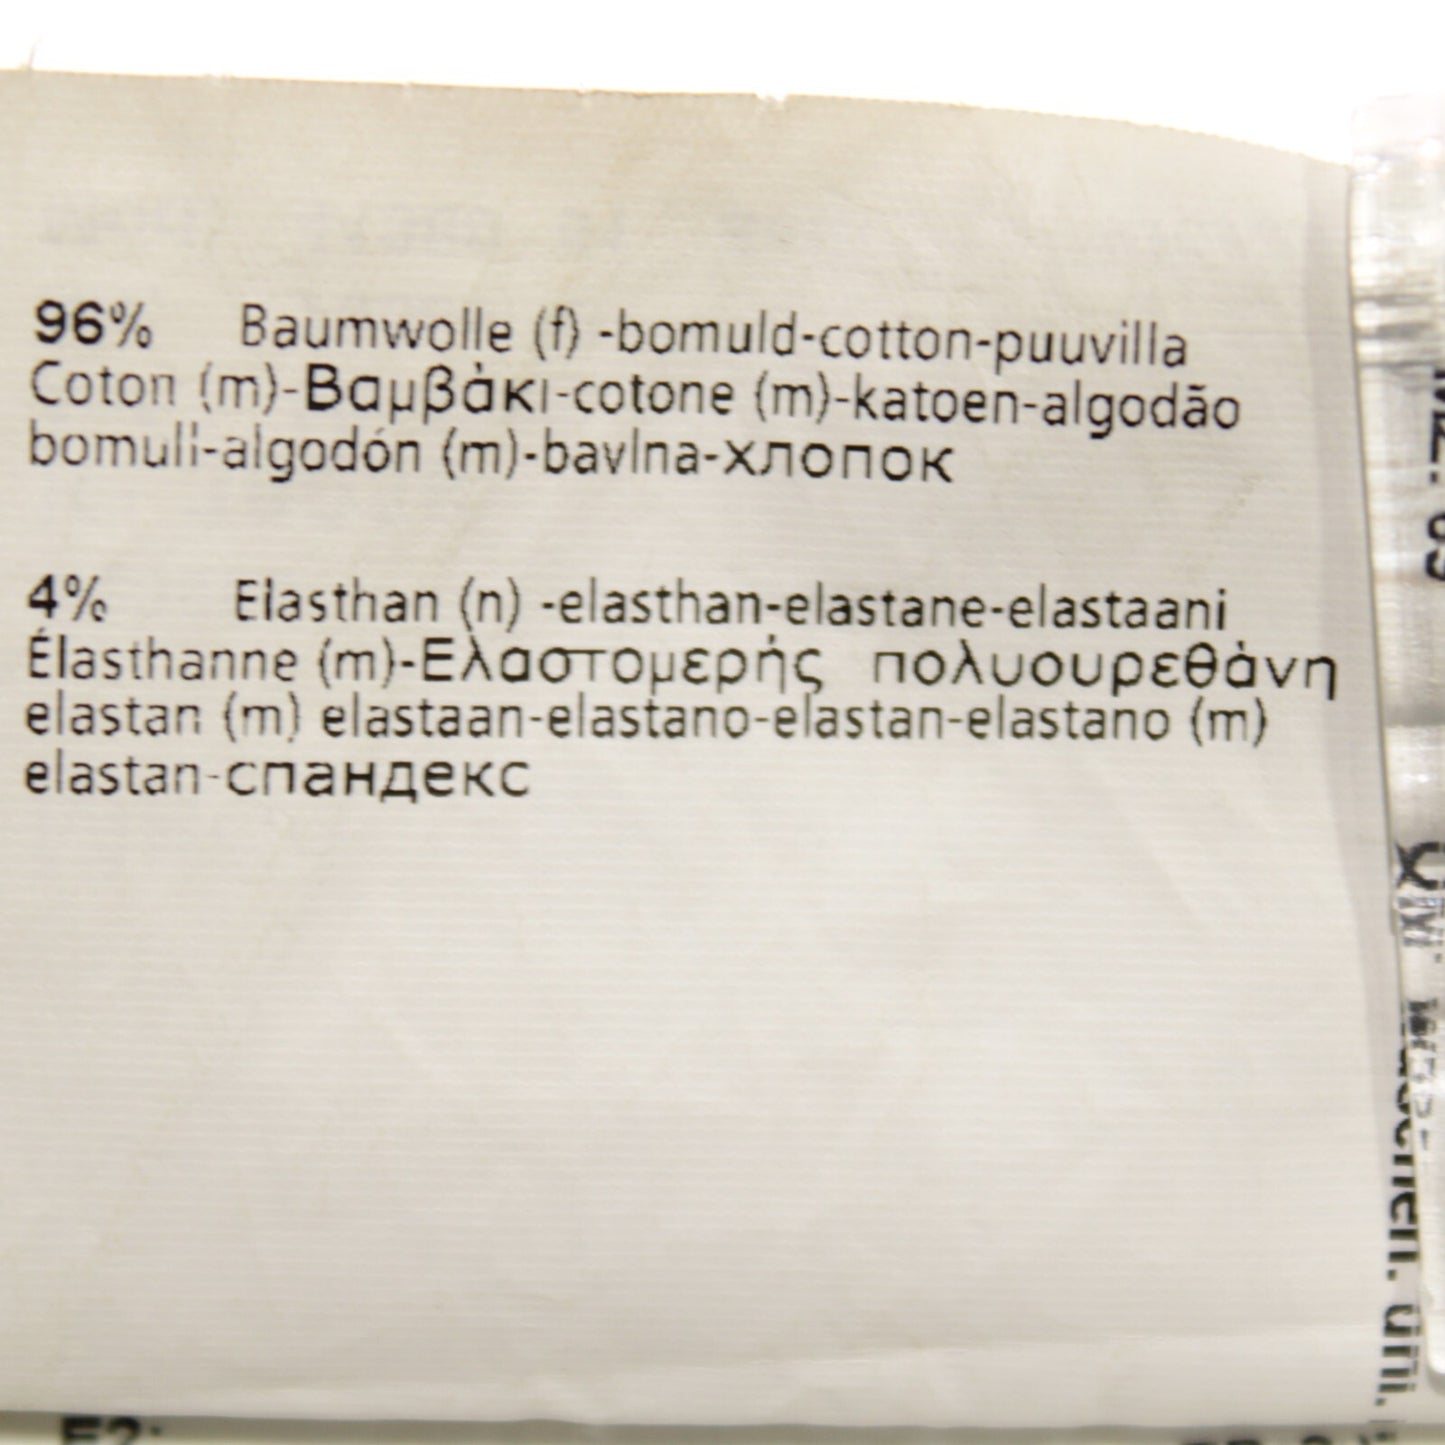 96% Baumwolle (f) -bomuld-cotton-puuvilla
Coton (m)-Βαμβάκι-cotone (m)-katoen-algodão
bomuli-algodón (m)-bavlna-хлопок
4% Elasthan (n) -elasthan-elastane-elastaani
Élasthanne (m)-Ελαστομερής πολυουρεθάνη
elastan (m) elastaan-elastano-elastan-elastano (m)
elastan-спандекс